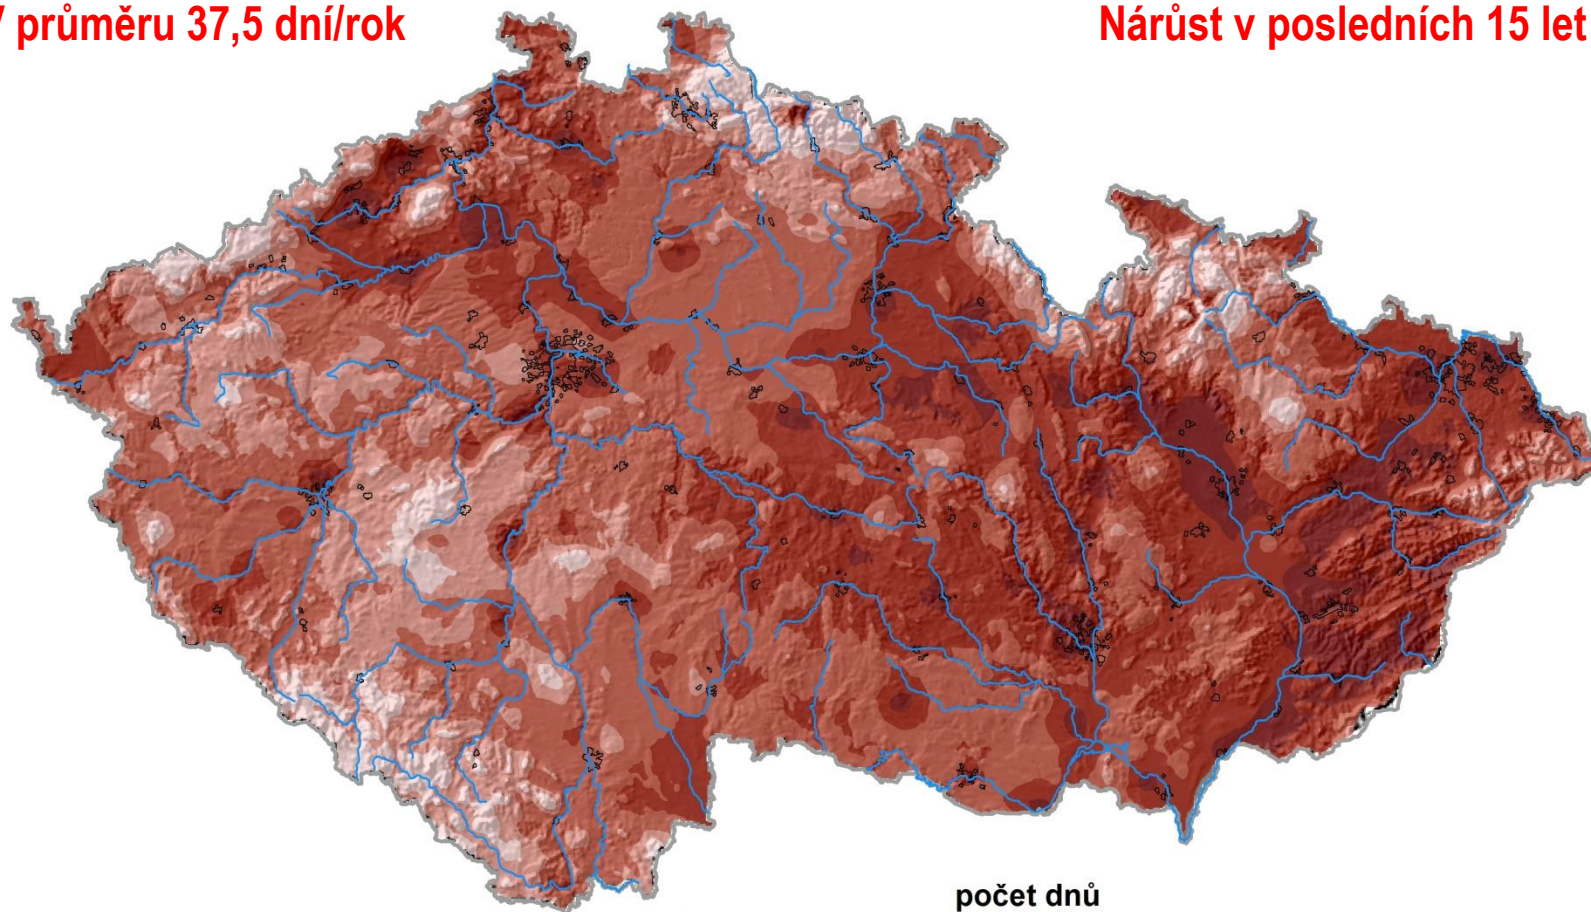 V průměru 37,5 dní/rok
Nárůst v posledních 15 let
počet dnů